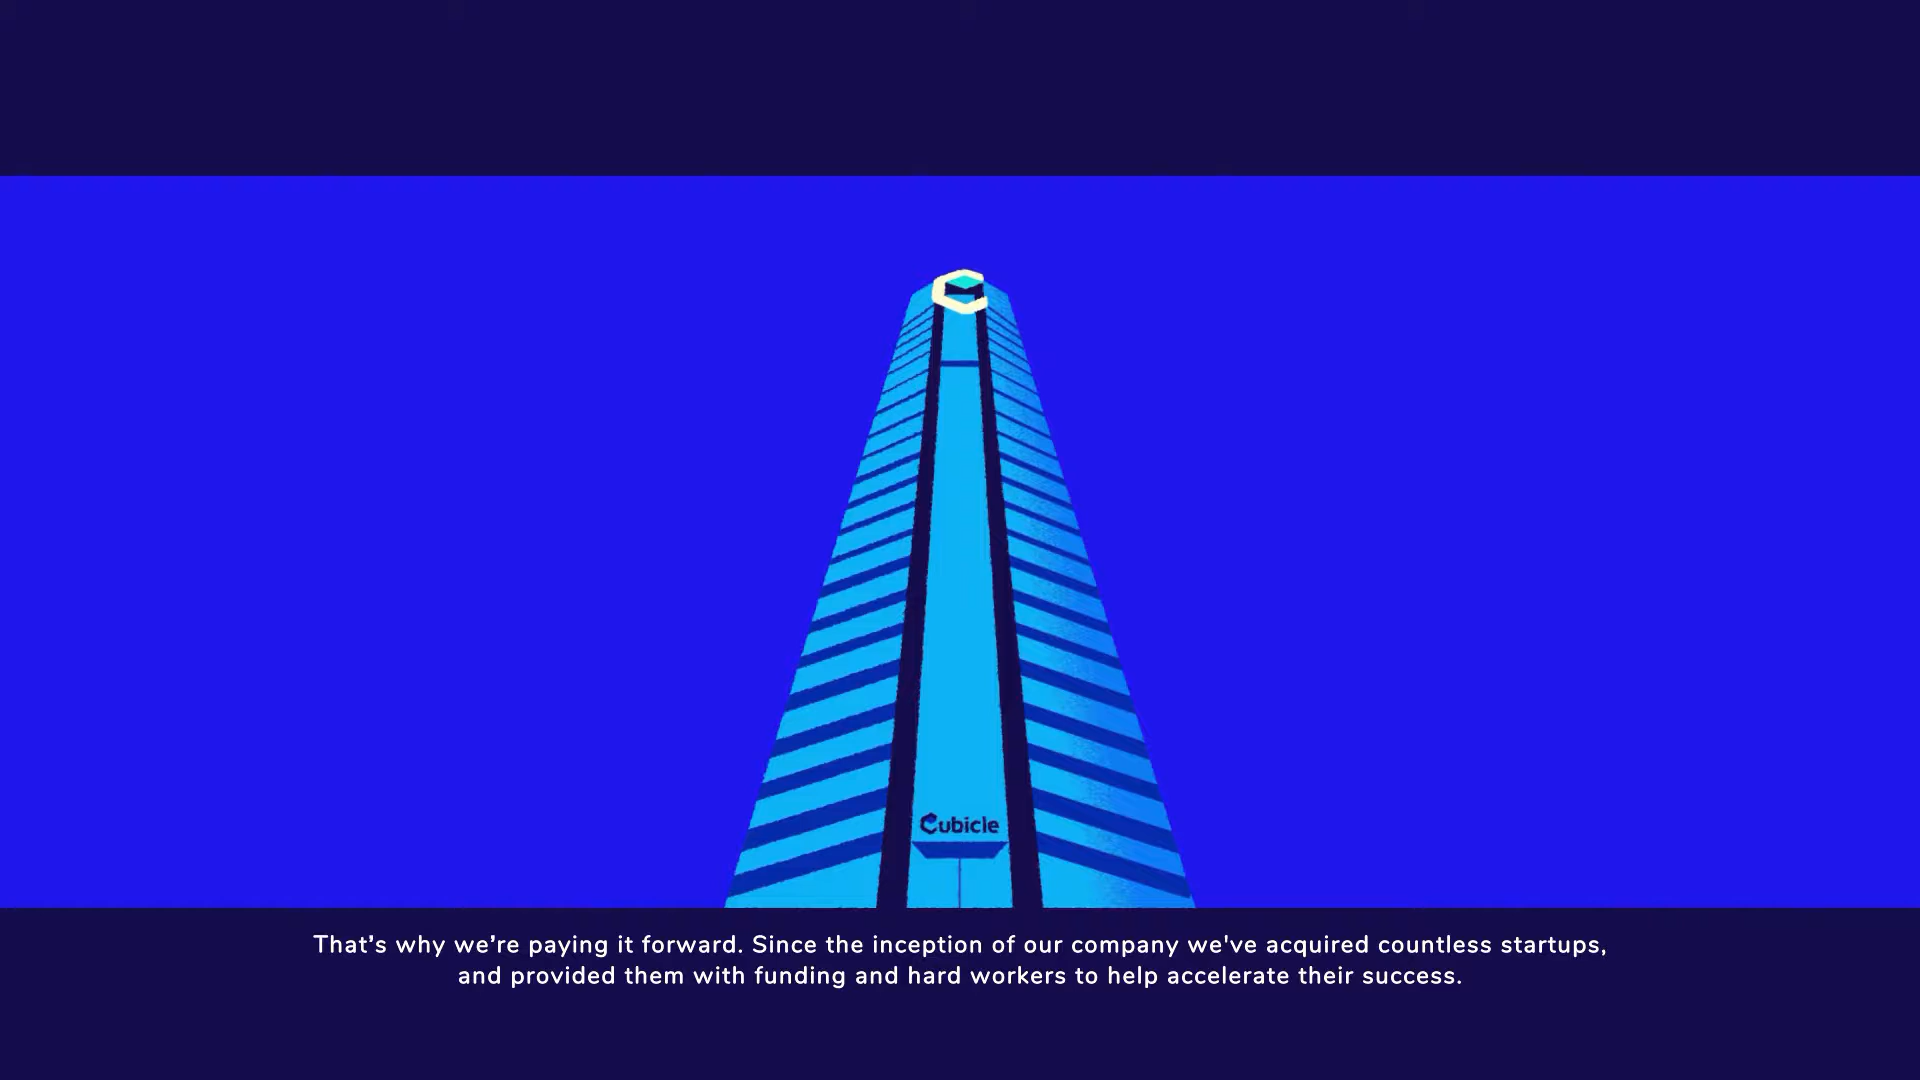 Cubicle
That's why we're paying it forward. Since the inception of our company we've acquired countless startups,
and provided them with funding and hard workers to help accelerate their success.